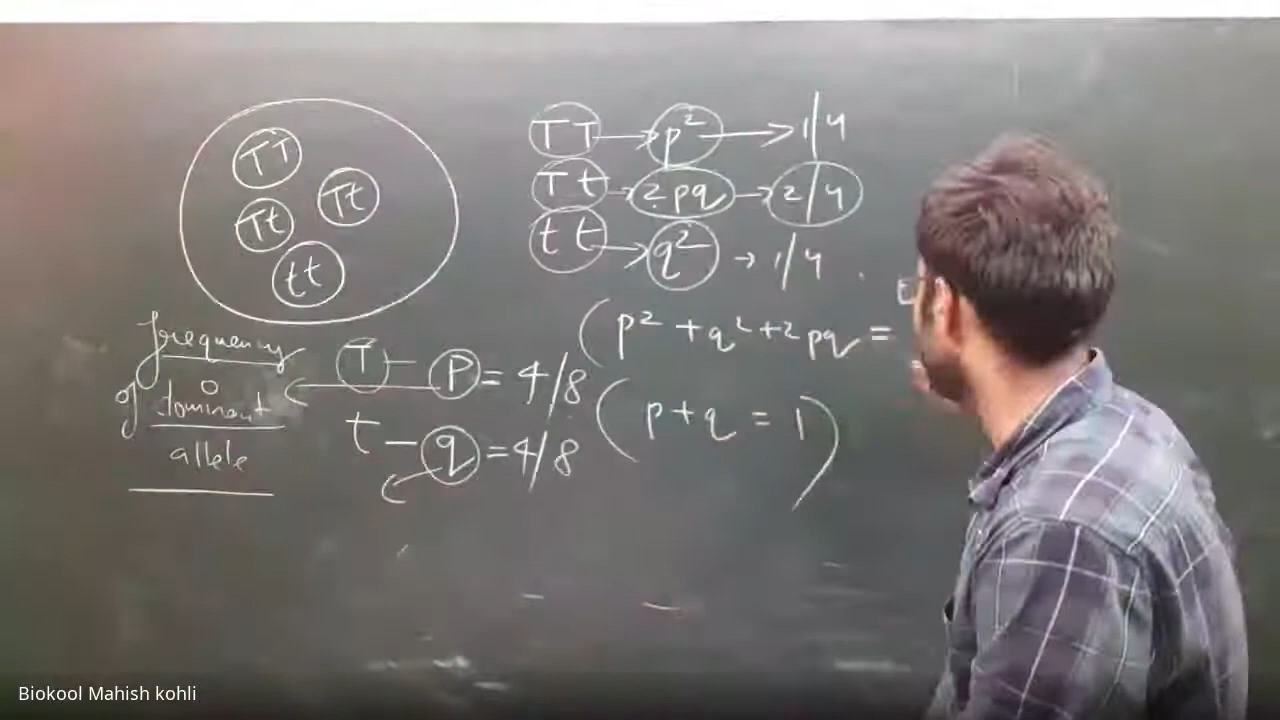 TT
Tt
Tt
tt
TT → p² → 1/4
Tt → 2pq → 2/4
tt → q² → 1/4
(p² + q² + 2pq =
(p + q = 1)
frequency
of dominant
allele
T – P = 4/8
t – q = 4/8
Biokool Mahish kohli